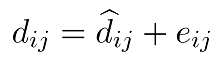 $d_{ij} = \widehat{d}_{ij} + e_{ij}$